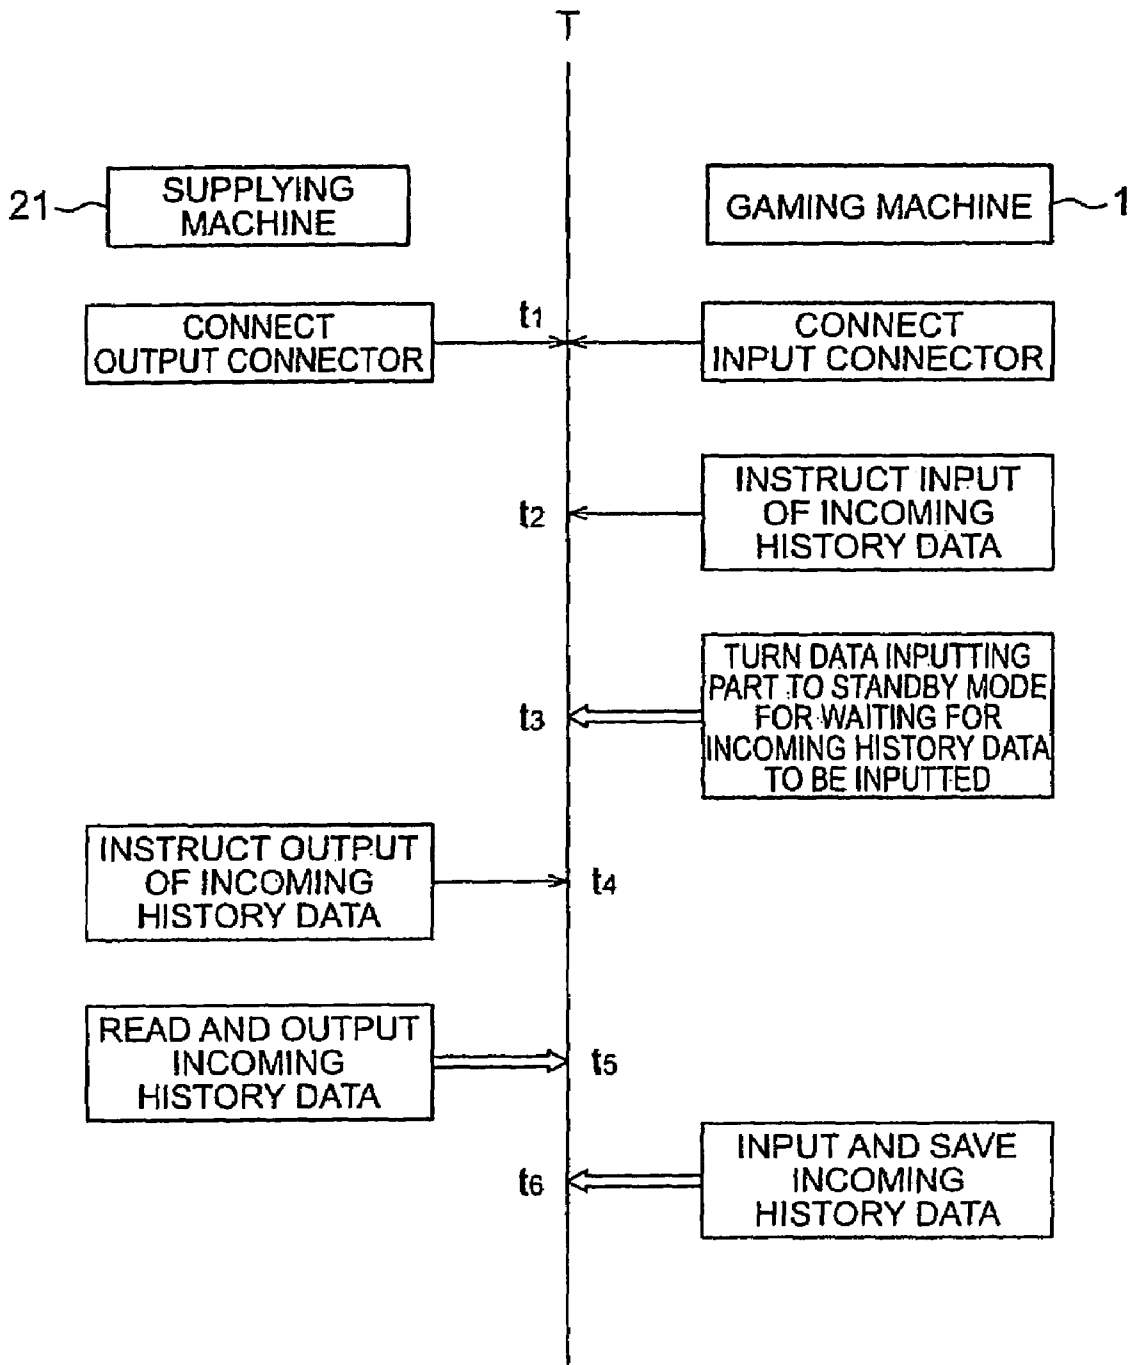 T
21
SUPPLYING
MACHINE
GAMING MACHINE
1
CONNECT
OUTPUT CONNECTOR
t1
CONNECT
INPUT CONNECTOR
t2
INSTRUCT INPUT
OF INCOMING
HISTORY DATA
t3
TURN DATA INPUTTING
PART TO STANDBY MODE
FOR WAITING FOR
INCOMING HISTORY DATA
TO BE INPUTTED
INSTRUCT OUTPUT
OF INCOMING
HISTORY DATA
t4
READ AND OUTPUT
INCOMING
HISTORY DATA
t5
t6
INPUT AND SAVE
INCOMING
HISTORY DATA